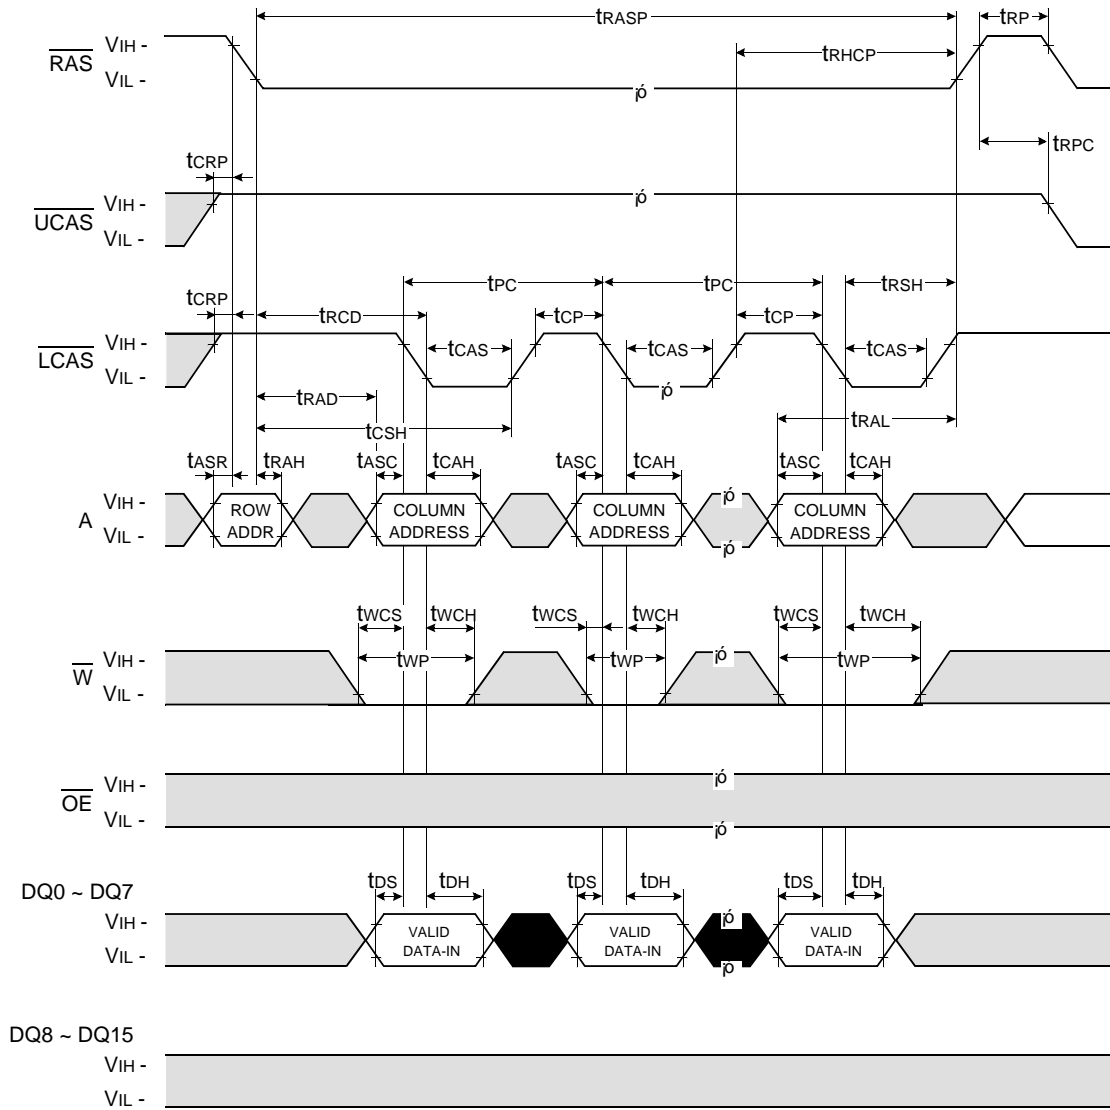 tRASP tRP
RAS VIH -
tRHCP
VIL -
¡ó
tCRP tRPC
UCAS VIH -
¡ó
VIL -
tPC tPC tRSH
tCRP tRCD tCP tCP
LCAS VIH -
tCAS tCAS tCAS
VIL -
¡ó
tRAD tRAL
tCSH
tASR tRAH tASC tCAH tASC tCAH tASC tCAH
A VIH -
ROW COLUMN COLUMN ¡ó COLUMN
VIL -
ADDR ADDRESS ADDRESS ¡ó ADDRESS
tWCS tWCH tWCS tWCH tWCS tWCH
W VIH -
tWP tWP ¡ó tWP
VIL -
OE VIH -
¡ó
VIL -
¡ó
DQ0 ~ DQ7 tDS tDH tDS tDH tDS tDH
VIH -
VALID VALID ¡ó VALID
VIL -
DATA-IN DATA-IN ¡ó DATA-IN
DQ8 ~ DQ15
VIH -
VIL -